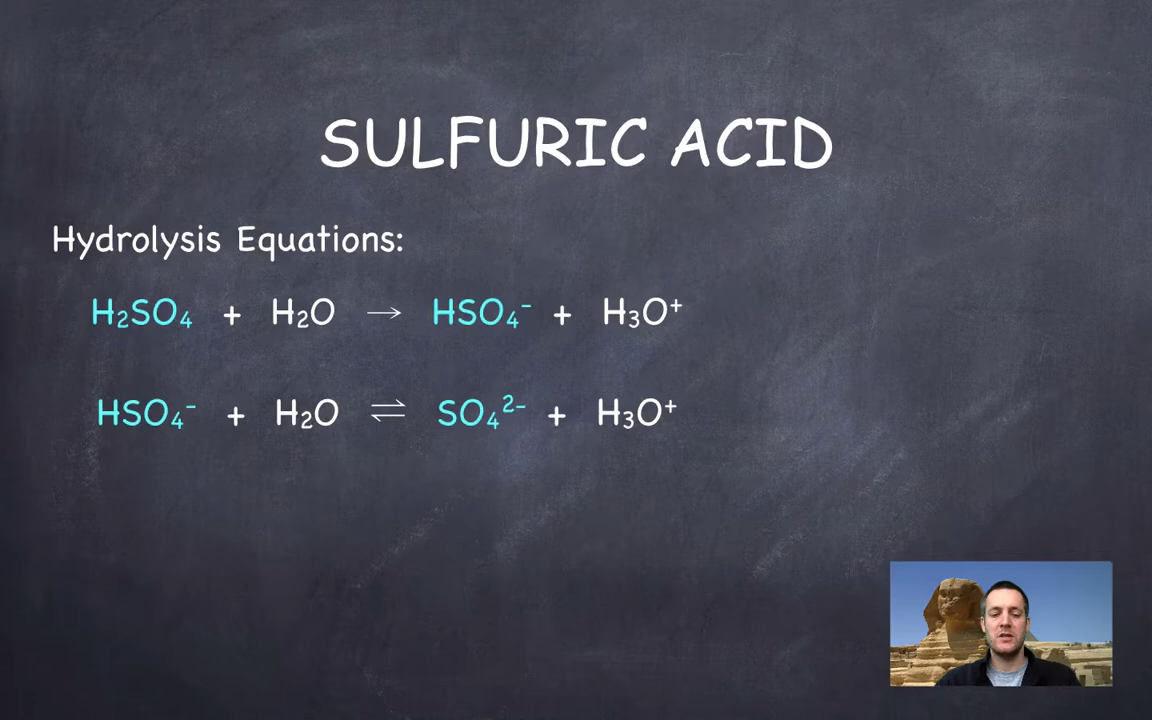 SULFURIC ACID
Hydrolysis Equations:
H₂SO₄ + H₂O → HSO₄⁻ + H₃O⁺
HSO₄⁻ + H₂O ⇌ SO₄²⁻ + H₃O⁺